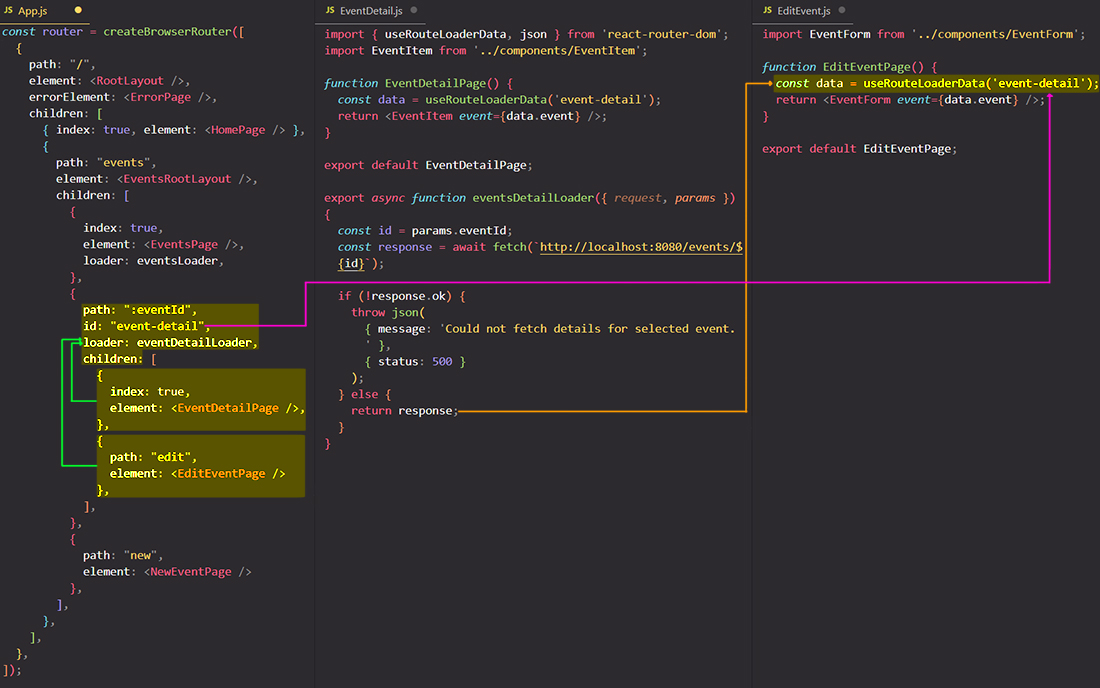 JS App.js
const router = createBrowserRouter([
{
path: "/",
element: <RootLayout />,
errorElement: <ErrorPage />,
children: [
{ index: true, element: <HomePage /> },
{
path: "events",
element: <EventsRootLayout />,
children: [
{
index: true,
element: <EventsPage />,
loader: eventsLoader,
},
{
path: ":eventId",
id: "event-detail",
loader: eventDetailLoader,
children: [
{
index: true,
element: <EventDetailPage />,
},
{
path: "edit",
element: <EditEventPage />
},
],
},
{
path: "new",
element: <NewEventPage />
},
],
},
],
},
]);
JS EventDetail.js
import { useRouteLoaderData, json } from 'react-router-dom';
import EventItem from '../components/EventItem';
function EventDetailPage() {
const data = useRouteLoaderData('event-detail');
return <EventItem event={data.event} />;
}
export default EventDetailPage;
export async function eventsDetailLoader({ request, params })
{
const id = params.eventId;
const response = await fetch(`http://localhost:8080/events/$
{id}`);
if (!response.ok) {
throw json(
{ message: 'Could not fetch details for selected event.
' },
{ status: 500 }
);
} else {
return response;
}
}
JS EditEvent.js
import EventForm from '../components/EventForm';
function EditEventPage() {
const data = useRouteLoaderData('event-detail');
return <EventForm event={data.event} />;
}
export default EditEventPage;